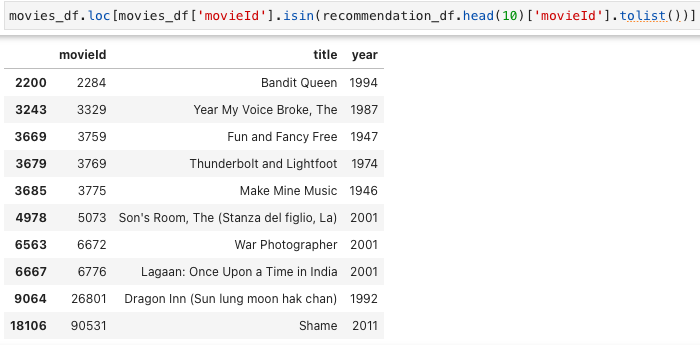 movies_df.loc[movies_df['movieId'].isin(recommendation_df.head(10)['movieId'].tolist())]
movieId title year
2200 2284 Bandit Queen 1994
3243 3329 Year My Voice Broke, The 1987
3669 3759 Fun and Fancy Free 1947
3679 3769 Thunderbolt and Lightfoot 1974
3685 3775 Make Mine Music 1946
4978 5073 Son's Room, The (Stanza del figlio, La) 2001
6563 6672 War Photographer 2001
6667 6776 Lagaan: Once Upon a Time in India 2001
9064 26801 Dragon Inn (Sun lung moon hak chan) 1992
18106 90531 Shame 2011